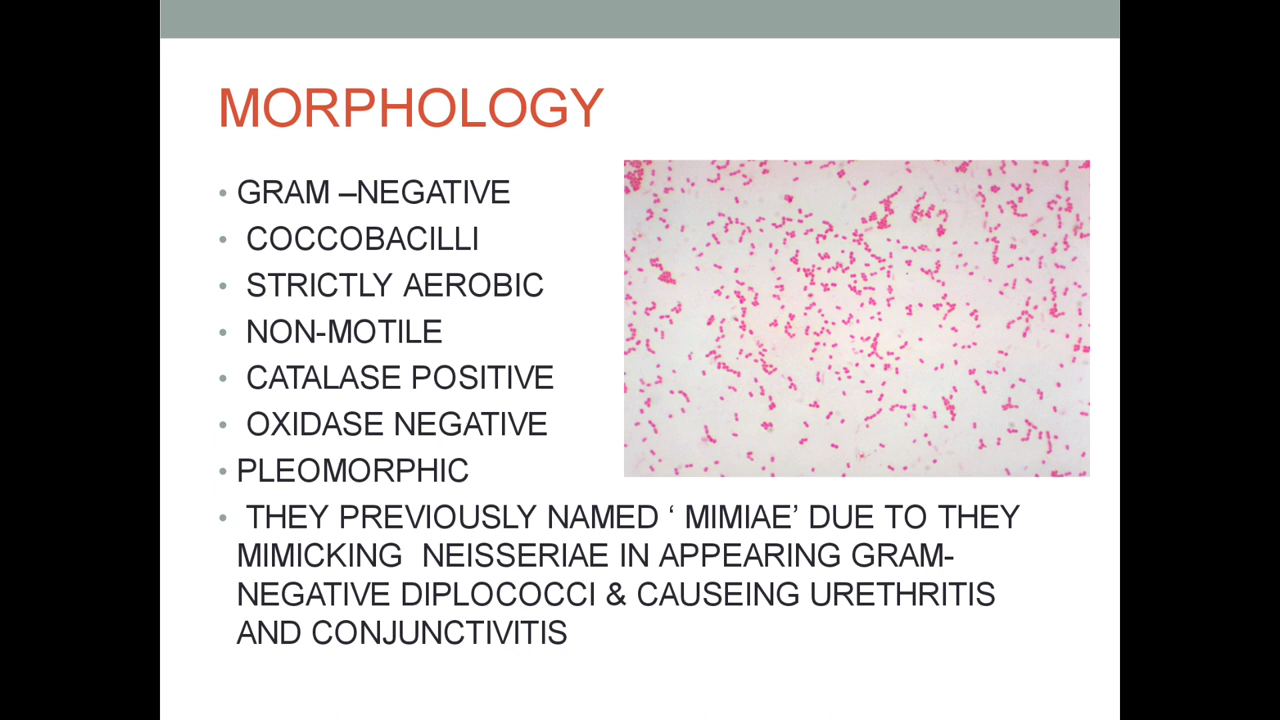 MORPHOLOGY
• GRAM –NEGATIVE
• COCCOBACILLI
• STRICTLY AEROBIC
• NON-MOTILE
• CATALASE POSITIVE
• OXIDASE NEGATIVE
• PLEOMORPHIC
• THEY PREVIOUSLY NAMED ‘ MIMIAE’ DUE TO THEY
MIMICKING NEISSERIAE IN APPEARING GRAM-
NEGATIVE DIPLOCOCCI & CAUSEING URETHRITIS
AND CONJUNCTIVITIS